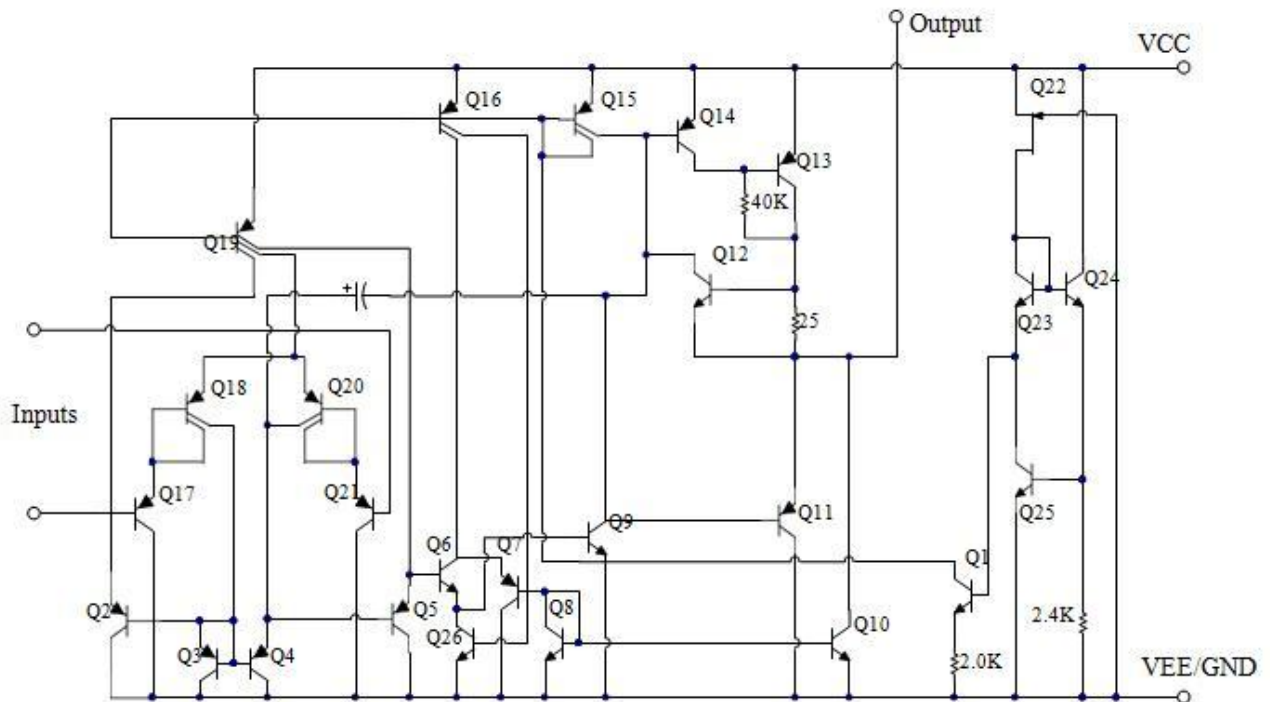 Output
VCC
Q16
Q15
Q22
Q14
Q13
40K
Q19
Q12
Q24
+
25
Q23
Q18
Q20
Inputs
Q17
Q21
Q11
Q25
Q9
Q6
Q7
Q1
Q2
Q5
Q8
Q10
2.4K
Q26
Q3
Q4
2.0K
VEE/GND